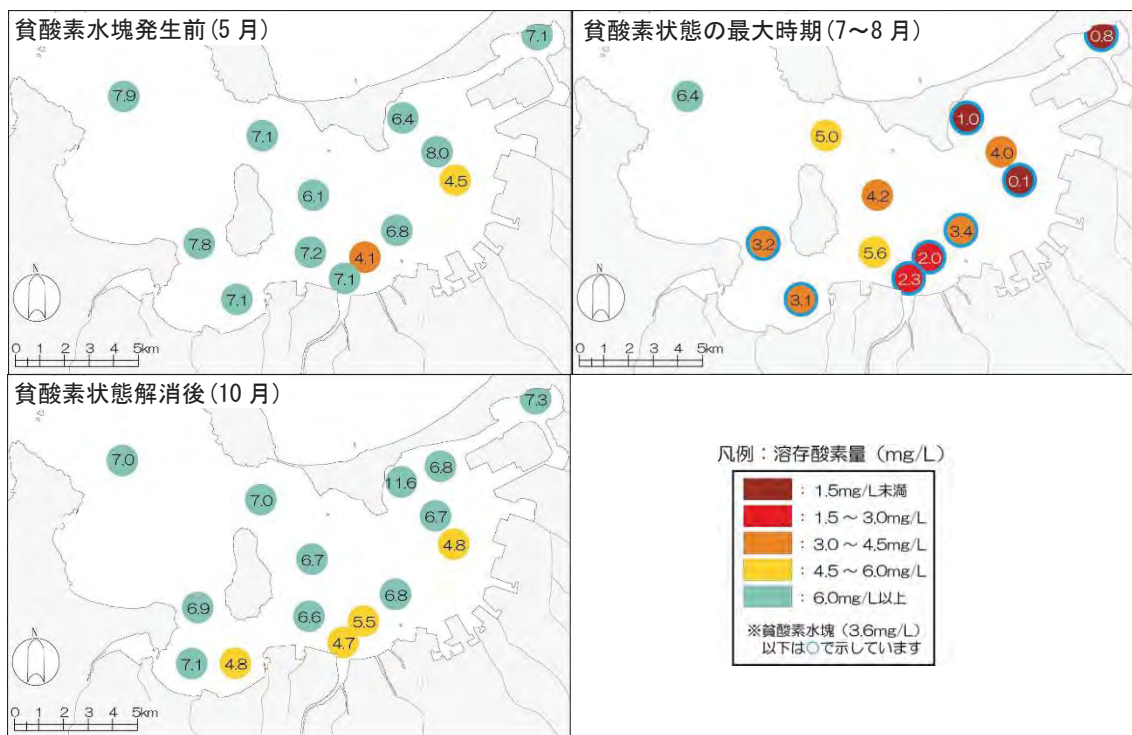 貧酸素水塊発生前(5月)
7.1
7.9
6.4
7.1
8.0
4.5
6.1
6.8
7.8
7.2
4.1
7.1
7.1
N
0 1 2 3 4 5km
貧酸素状態の最大時期(7～8月)
0.8
6.4
1.0
5.0
4.0
0.1
4.2
3.4
3.2
5.6
2.0
2.3
3.1
N
0 1 2 3 4 5km
貧酸素状態解消後(10月)
7.3
7.0
6.8
11.6
7.0
6.7
4.8
6.7
6.8
6.9
6.6
5.5
4.7
7.1
4.8
N
0 1 2 3 4 5km
凡例：溶存酸素量（mg/L）
：1.5mg/L未満
：1.5～3.0mg/L
：3.0～4.5mg/L
：4.5～6.0mg/L
：6.0mg/L以上
※貧酸素水塊（3.6mg/L）
以下は○で示しています